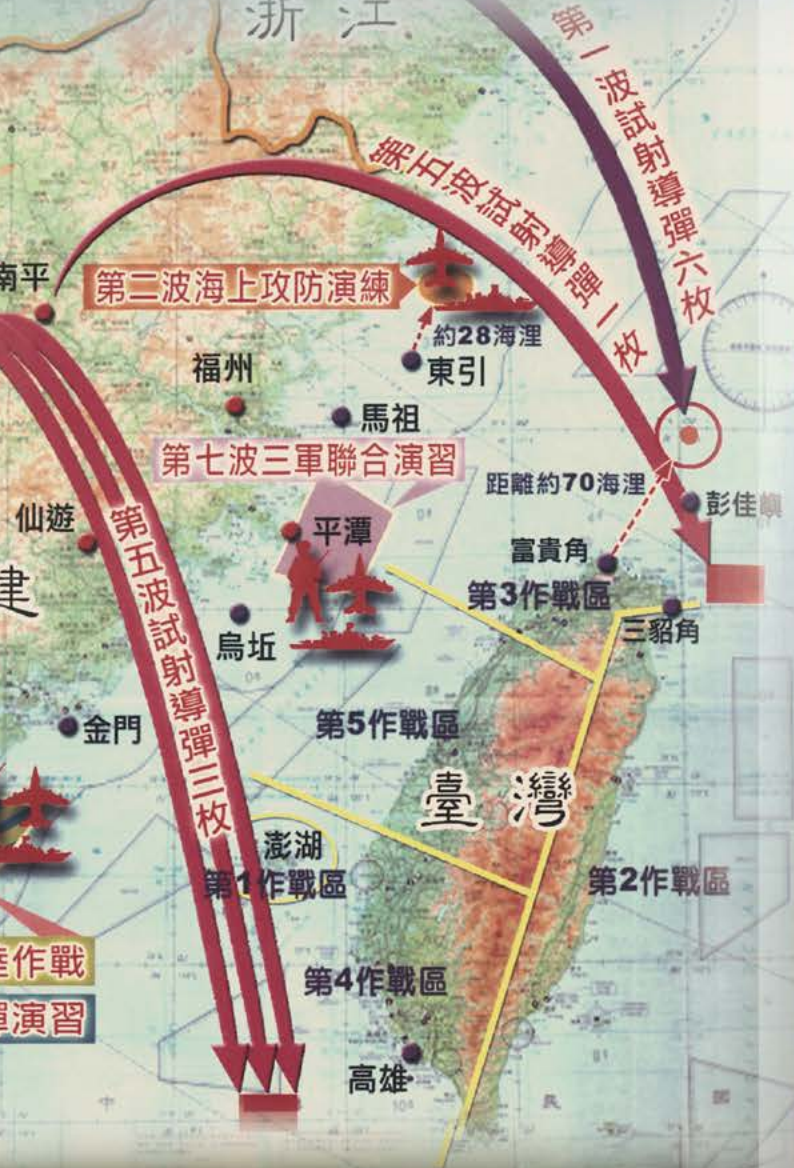 浙江
第一波試射導彈六枚
第五波試射導彈一枚
南平
第二波海上攻防演練
約28海浬
東引
福州
馬祖
第七波三軍聯合演習
距離約70海浬
彭佳嶼
仙遊
平潭
富貴角
第3作戰區
建
三貂角
烏坵
第五波試射導彈三枚
金門
第5作戰區
臺灣
澎湖
第1作戰區
第2作戰區
作戰
第4作戰區
演習
高雄